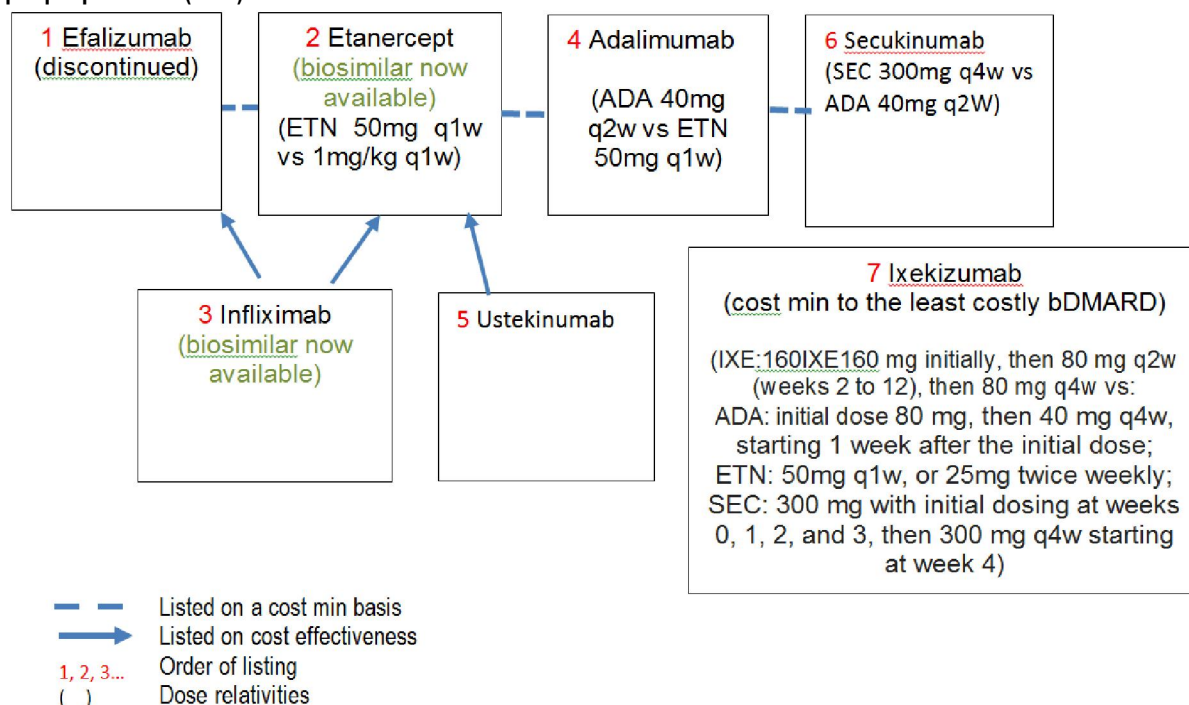 1 Efalizumab
(discontinued)
2 Etanercept
(biosimilar now
available)
(ETN 50mg q1w
vs 1mg/kg q1w)
4 Adalimumab
(ADA 40mg
q2w vs ETN
50mg q1w)
6 Secukinumab
(SEC 300mg q4w vs
ADA 40mg q2W)
3 Infliximab
(biosimilar now
available)
5 Ustekinumab
7 Ixekizumab
(cost min to the least costly bDMARD)
(IXE:160IXE160 mg initially, then 80 mg q2w
(weeks 2 to 12), then 80 mg q4w vs:
ADA: initial dose 80 mg, then 40 mg q4w,
starting 1 week after the initial dose;
ETN: 50mg q1w, or 25mg twice weekly;
SEC: 300 mg with initial dosing at weeks
0, 1, 2, and 3, then 300 mg q4w starting
at week 4)
Listed on a cost min basis
Listed on cost effectiveness
1, 2, 3... Order of listing
( ) Dose relativities